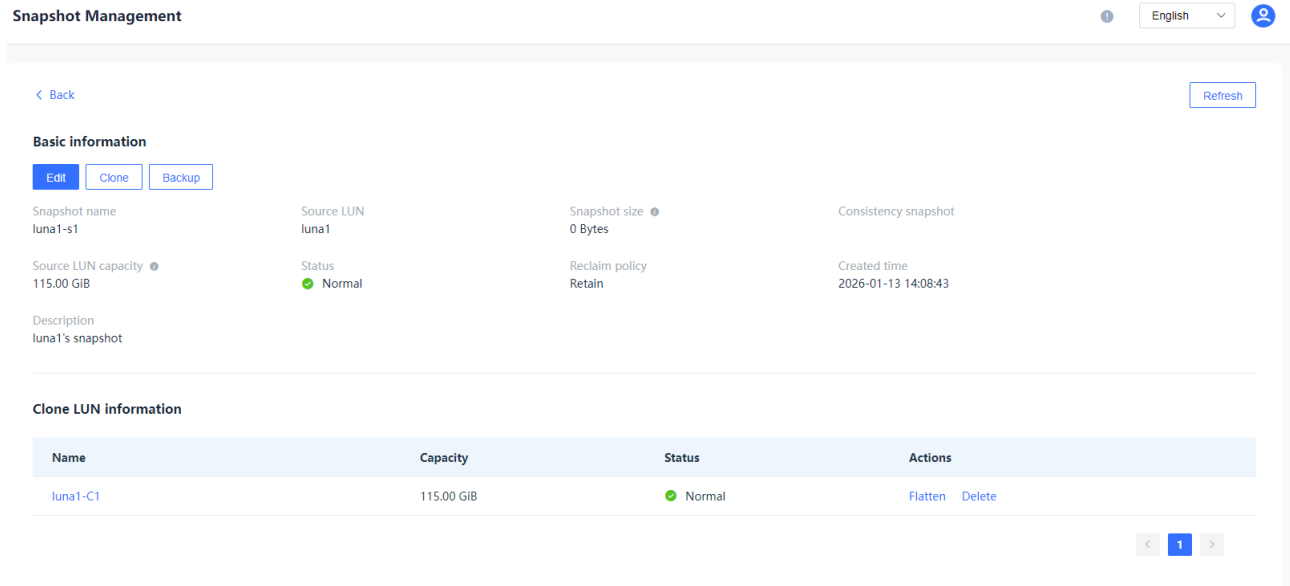 Snapshot Management
English
Back
Refresh
Basic information
Edit Clone Backup
Snapshot name Source LUN Snapshot size Consistency snapshot
luna1-s1 luna1 0 Bytes
Source LUN capacity Status Reclaim policy Created time
115.00 GiB Normal Retain 2026-01-13 14:08:43
Description
luna1's snapshot
Clone LUN information
Name Capacity Status Actions
luna1-C1 115.00 GiB Normal Flatten Delete
< 1 >